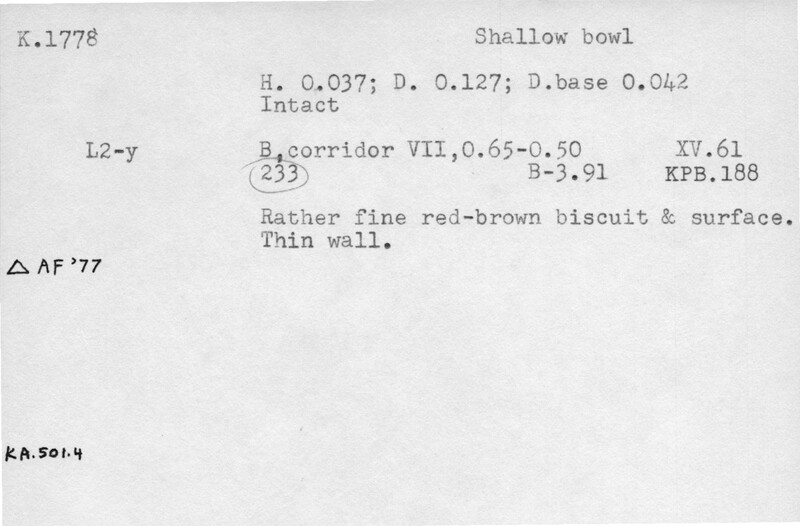 K.1778 Shallow bowl
H. 0.037; D. 0.127; D.base 0.042
Intact
L2-y B,corridor VII,0.65-0.50 XV.61
233 B-3.91 KPB.188
Rather fine red-brown biscuit & surface.
Thin wall.
△ AF '77
KA.501.4